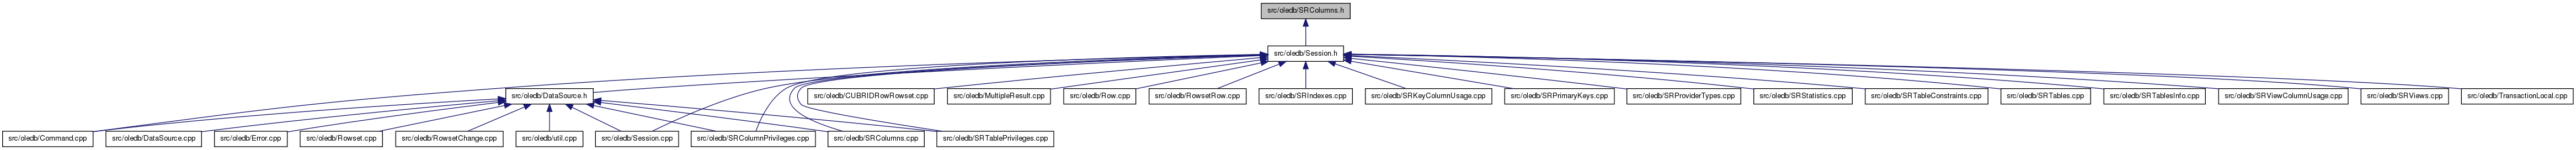 src/oledb/SRColumns.h
src/oledb/Session.h
src/oledb/DataSource.h
src/oledb/CUBRIDRowRowset.cpp
src/oledb/MultipleResult.cpp
src/oledb/Row.cpp
src/oledb/RowsetRow.cpp
src/oledb/SRIndexes.cpp
src/oledb/SRKeyColumnUsage.cpp
src/oledb/SRPrimaryKeys.cpp
src/oledb/SRProviderTypes.cpp
src/oledb/SRStatistics.cpp
src/oledb/SRTableConstraints.cpp
src/oledb/SRTables.cpp
src/oledb/SRTablesInfo.cpp
src/oledb/SRViewColumnUsage.cpp
src/oledb/SRViews.cpp
src/oledb/TransactionLocal.cpp
src/oledb/Command.cpp
src/oledb/DataSource.cpp
src/oledb/Error.cpp
src/oledb/Rowset.cpp
src/oledb/RowsetChange.cpp
src/oledb/util.cpp
src/oledb/Session.cpp
src/oledb/SRColumnPrivileges.cpp
src/oledb/SRColumns.cpp
src/oledb/SRTablePrivileges.cpp